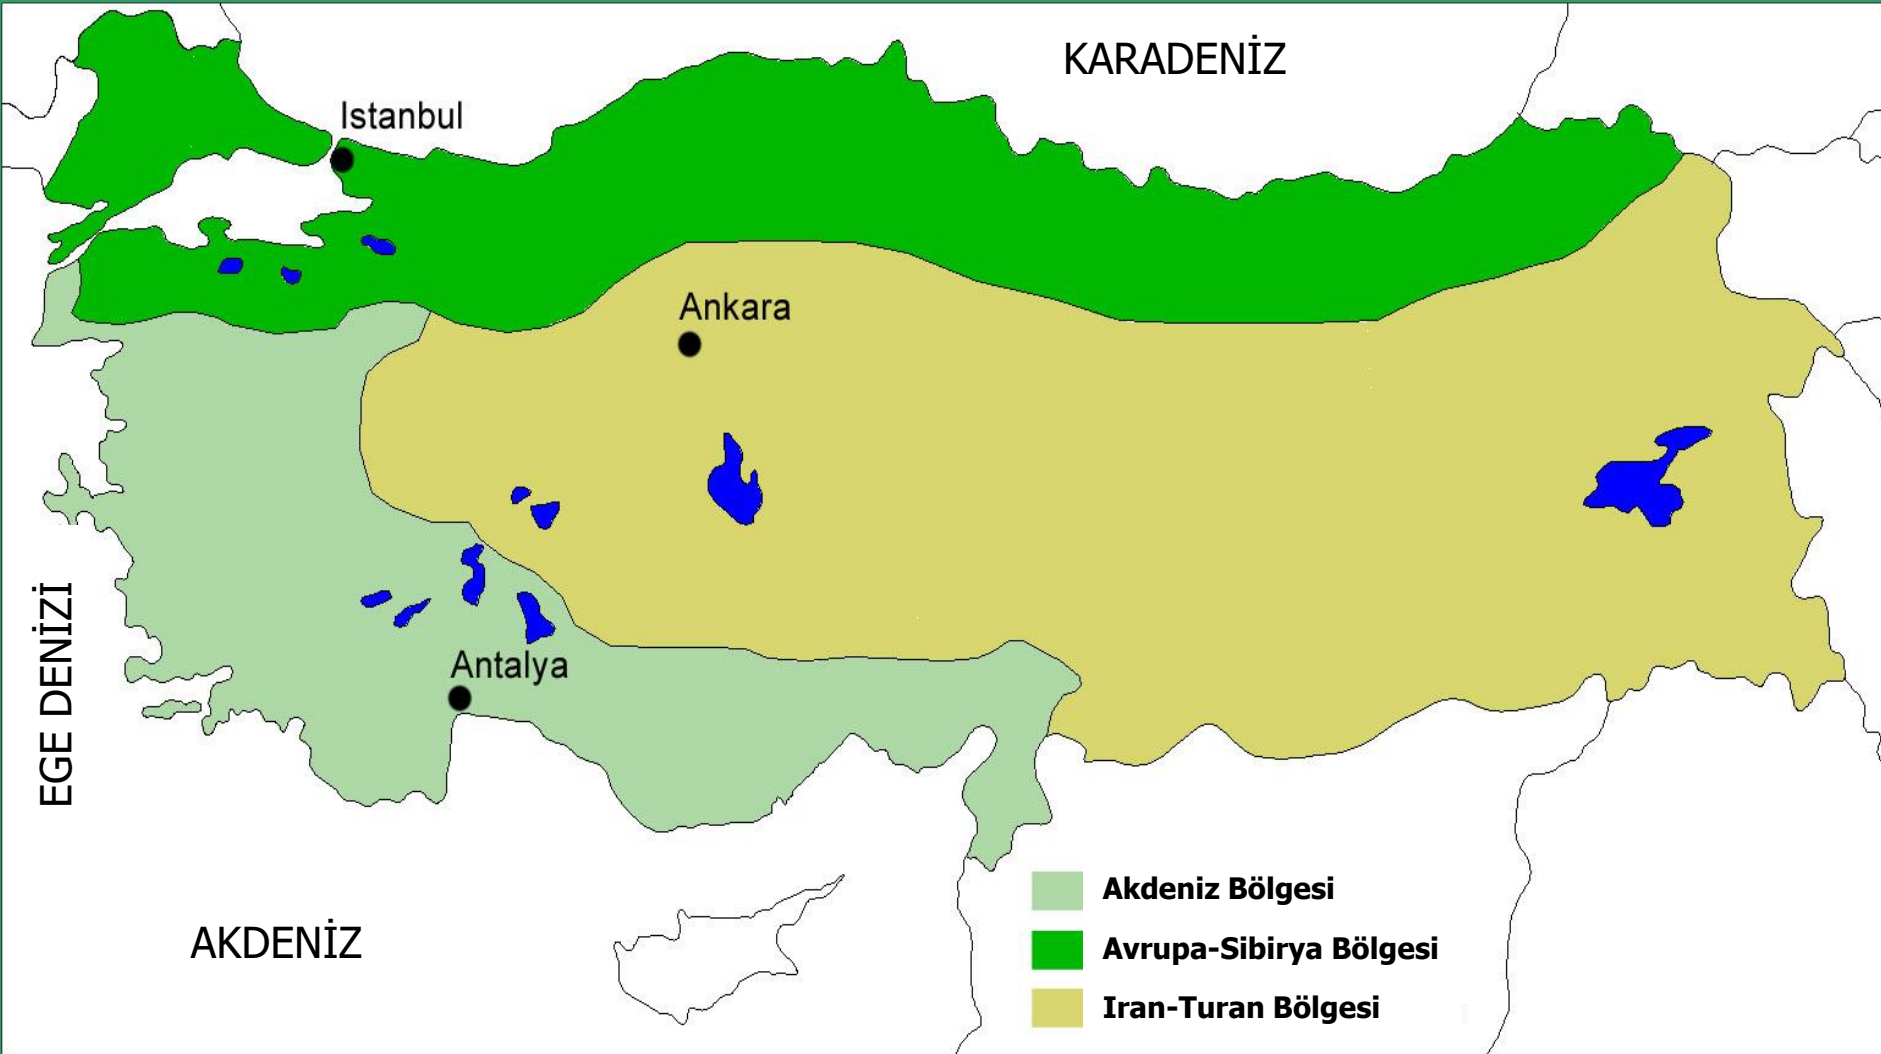 KARADENİZ
Istanbul
Ankara
EGE DENİZİ
Antalya
AKDENİZ
Akdeniz Bölgesi
Avrupa-Sibirya Bölgesi
Iran-Turan Bölgesi